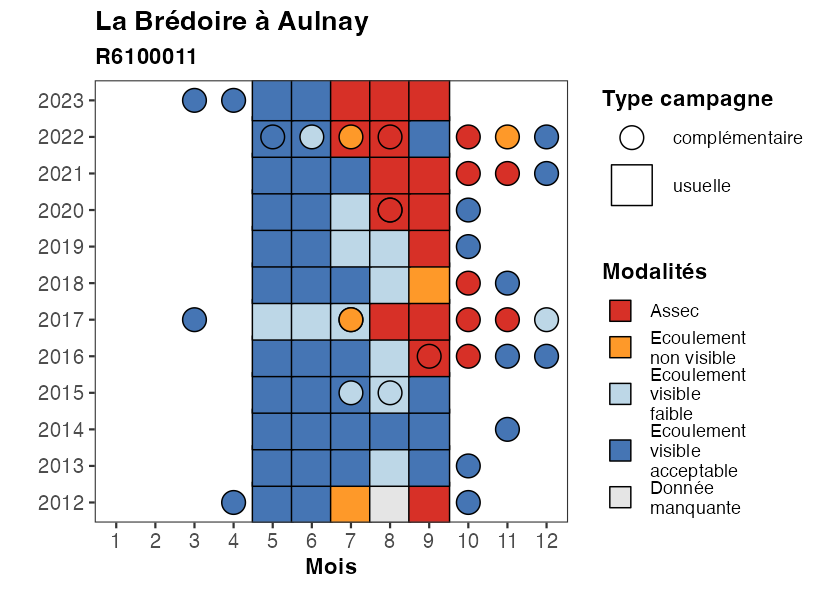 La Brédoire à Aulnay
R6100011
2023
2022
2021
2020
2019
2018
2017
2016
2015
2014
2013
2012
1 2 3 4 5 6 7 8 9 10 11 12
Mois
Type campagne
complémentaire
usuelle
Modalités
Assec
Ecoulement
non visible
Ecoulement
visible
faible
Ecoulement
visible
acceptable
Donnée
manquante